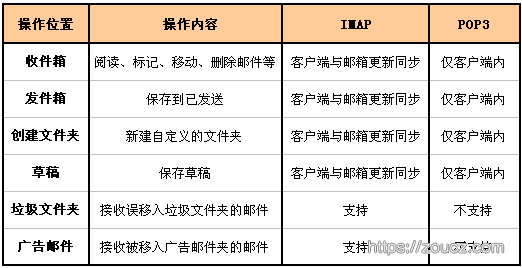 操作位置 操作内容 IMAP POP3
收件箱 阅读、标记、移动、删除邮件等 客户端与邮箱更新同步 仅客户端内
发件箱 保存到已发送 客户端与邮箱更新同步 仅客户端内
创建文件夹 新建自定义的文件夹 客户端与邮箱更新同步 仅客户端内
草稿 保存草稿 客户端与邮箱更新同步 仅客户端内
垃圾文件夹 接收误移入垃圾文件夹的邮件 支持 不支持
广告邮件 接收被移入广告邮件夹的邮件 支持 不支持
https://zouoz.com